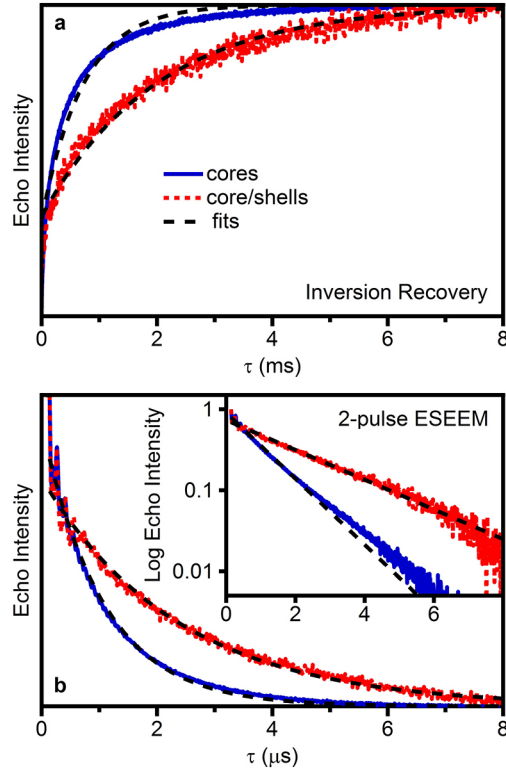 a
Echo Intensity
cores
core/shells
fits
Inversion Recovery
0 2 4 6 8
τ (ms)
b
Echo Intensity
2-pulse ESEEM
Log Echo Intensity
1
0.1
0.01
0 2 4 6
0 2 4 6 8
τ (μs)